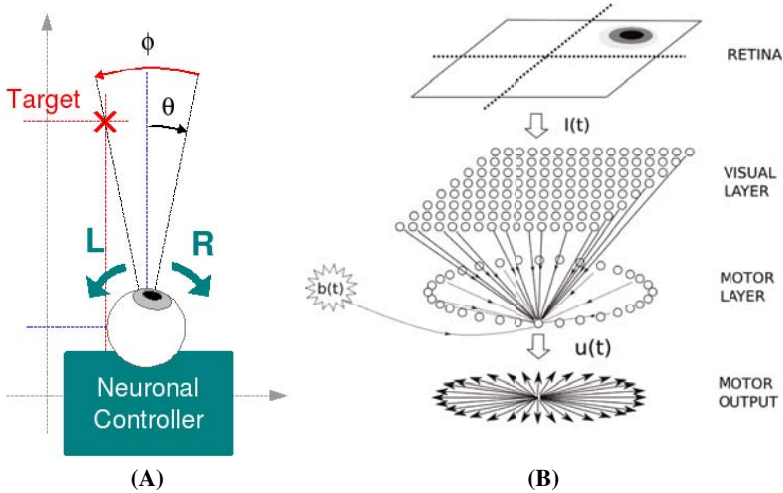 ϕ
θ
Target
L
R
Neuronal
Controller
(A)
RETINA
I(t)
VISUAL
LAYER
b(t)
MOTOR
LAYER
u(t)
MOTOR
OUTPUT
(B)